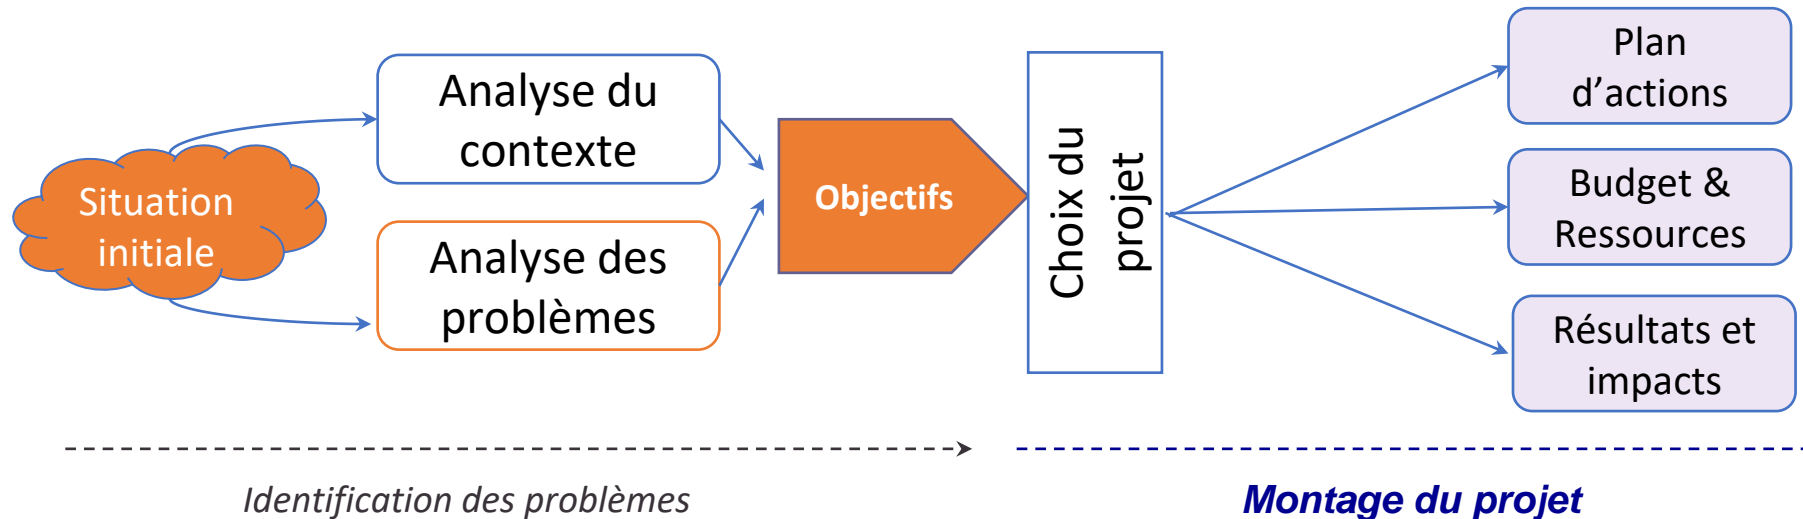 Situation
initiale
Analyse du
contexte
Analyse des
problèmes
Objectifs
Choix du
projet
Plan
d’actions
Budget &
Ressources
Résultats et
impacts
Identification des problèmes
Montage du projet